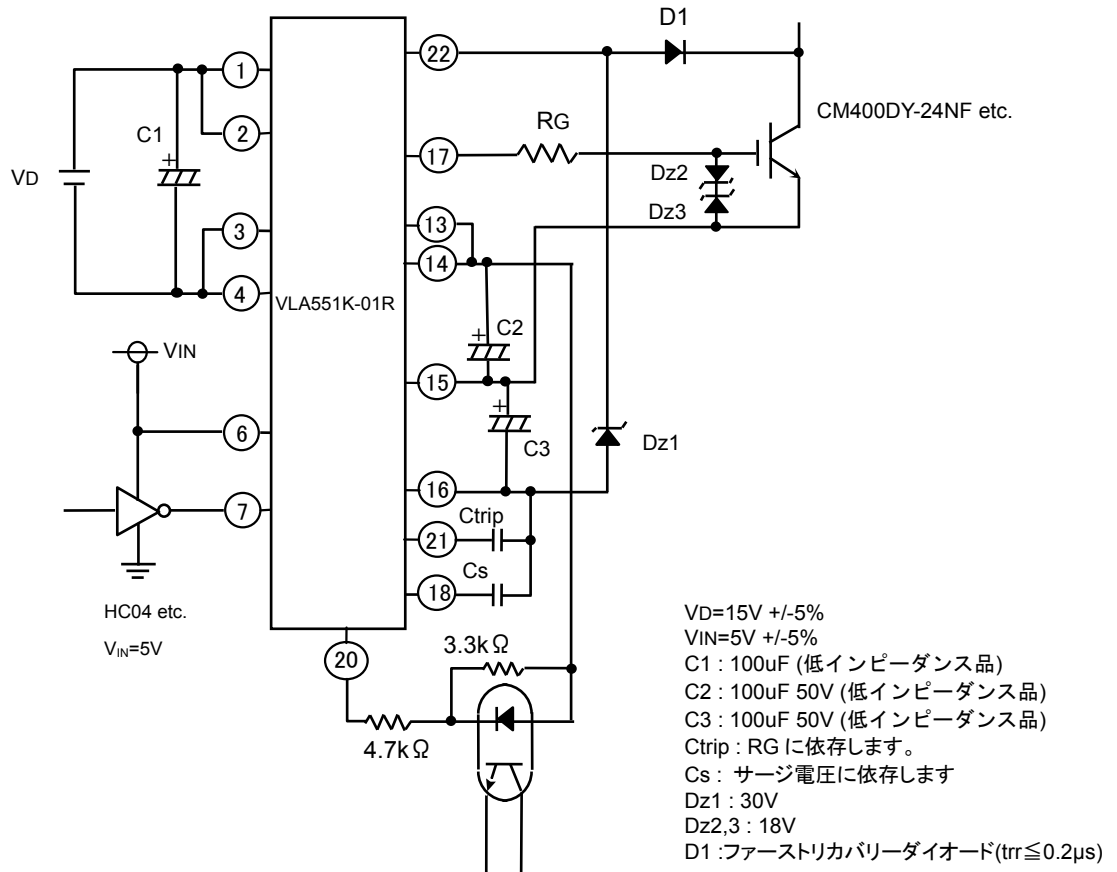 D1
22
1
CM400DY-24NF etc.
RG
C1
2
17
+
Dz2
VD
Dz3
13
3
14
4
VLA551K-01R
C2
+
VIN
15
+
C3
Dz1
6
16
7
Ctrip
21
Cs
18
HC04 etc.
VIN=5V
20
3.3kΩ
4.7kΩ
VD=15V +/-5%
VIN=5V +/-5%
C1 : 100uF (低インピーダンス品)
C2 : 100uF 50V (低インピーダンス品)
C3 : 100uF 50V (低インピーダンス品)
Ctrip : RG に依存します。
Cs : サージ電圧に依存します
Dz1 : 30V
Dz2,3 : 18V
D1 :ファーストリカバリーダイオード(trr≦0.2µs)